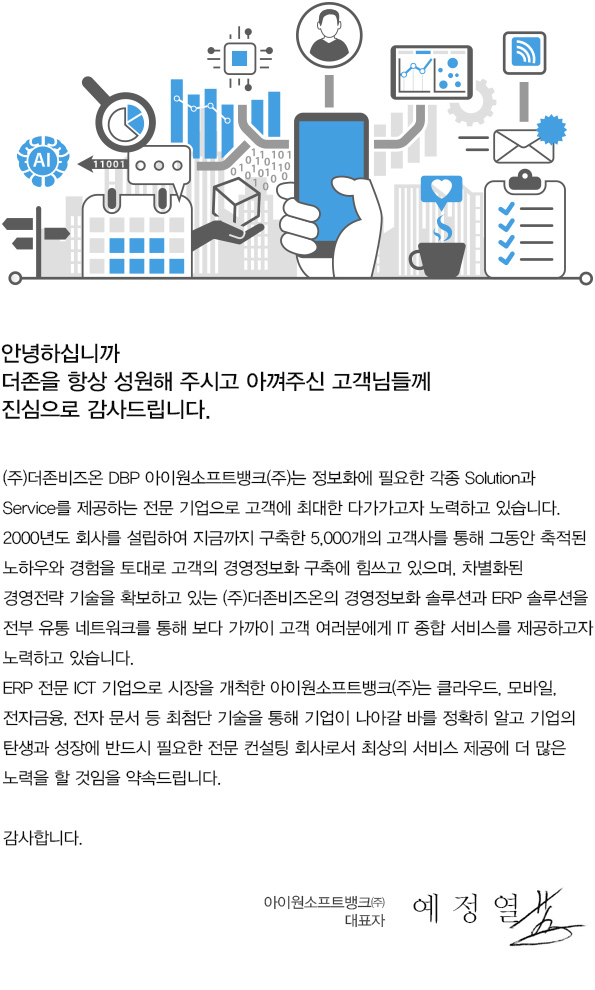 AI
11001
안녕하십니까
더존을 항상 성원해 주시고 아껴주신 고객님들께
진심으로 감사드립니다.
(주)더존비즈온 DBP 아이원소프트뱅크(주)는 정보화에 필요한 각종 Solution과
Service를 제공하는 전문 기업으로 고객에 최대한 다가가고자 노력하고 있습니다.
2000년도 회사를 설립하여 지금까지 구축한 5,000개의 고객사를 통해 그동안 축적된
노하우와 경험을 토대로 고객의 경영정보화 구축에 힘쓰고 있으며, 차별화된
경영전략 기술을 확보하고 있는 (주)더존비즈온의 경영정보화 솔루션과 ERP 솔루션을
전부 유통 네트워크를 통해 보다 가까이 고객 여러분에게 IT 종합 서비스를 제공하고자
노력하고 있습니다.
ERP 전문 ICT 기업으로 시장을 개척한 아이원소프트뱅크(주)는 클라우드, 모바일,
전자금융, 전자 문서 등 최첨단 기술을 통해 기업이 나아갈 바를 정확히 알고 기업의
탄생과 성장에 반드시 필요한 전문 컨설팅 회사로서 최상의 서비스 제공에 더 많은
노력을 할 것임을 약속드립니다.
감사합니다.
아이원소프트뱅크㈜
대표자 예 정 열